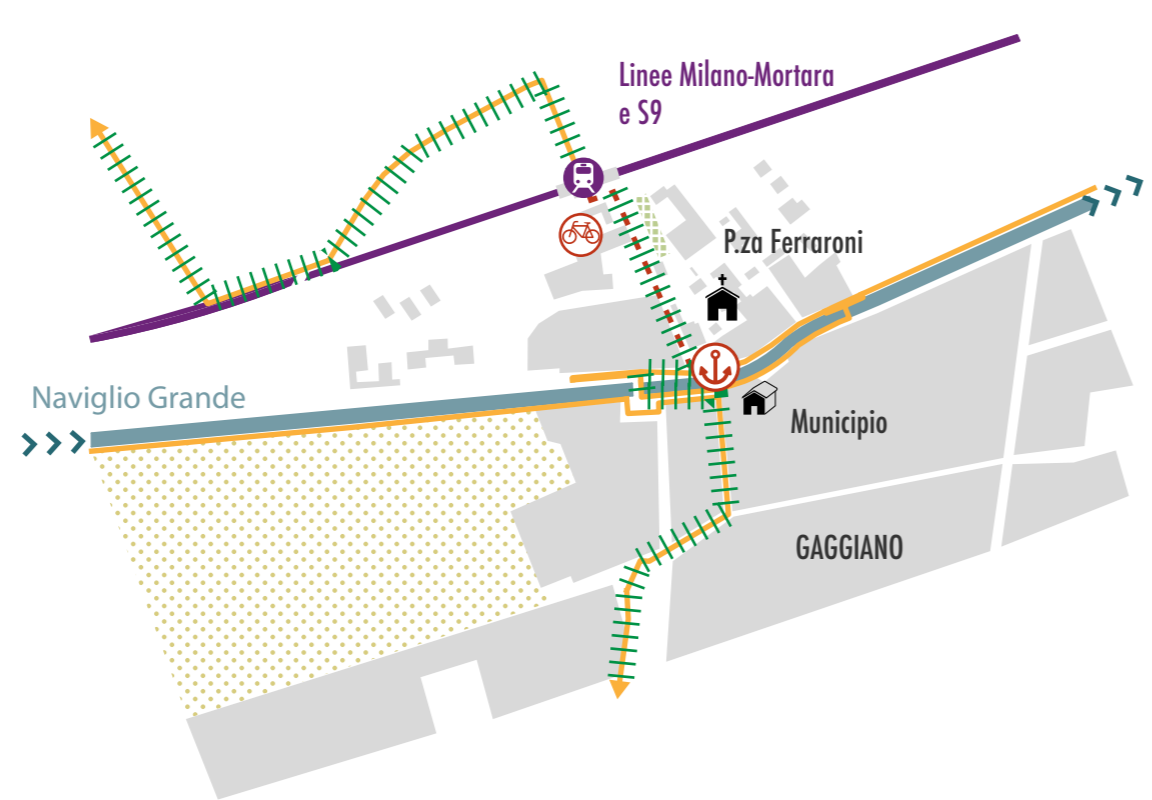 Linee Milano-Mortara
e S9
P.za Ferraroni
Naviglio Grande
Municipio
GAGGIANO